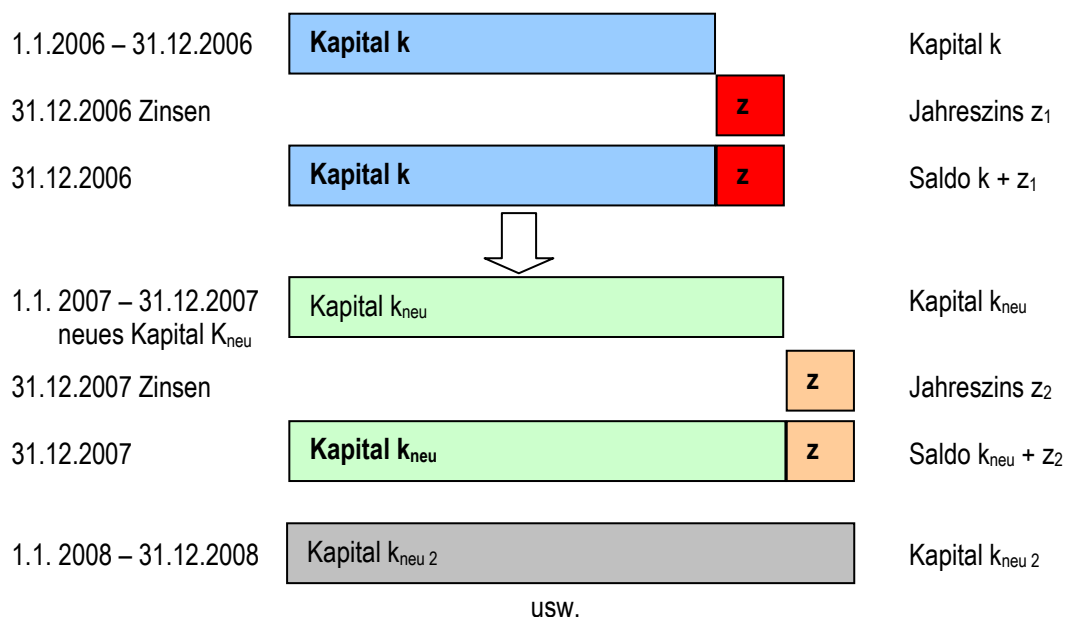 1.1.2006 – 31.12.2006 Kapital k Kapital k
31.12.2006 Zinsen z Jahreszins z₁
31.12.2006 Kapital k z Saldo k + z₁
1.1. 2007 – 31.12.2007 Kapital kₙₑᵤ Kapital kₙₑᵤ
neues Kapital Kₙₑᵤ
31.12.2007 Zinsen z Jahreszins z₂
31.12.2007 Kapital kₙₑᵤ z Saldo kₙₑᵤ + z₂
1.1. 2008 – 31.12.2008 Kapital kₙₑᵤ ₂ Kapital kₙₑᵤ ₂
usw.